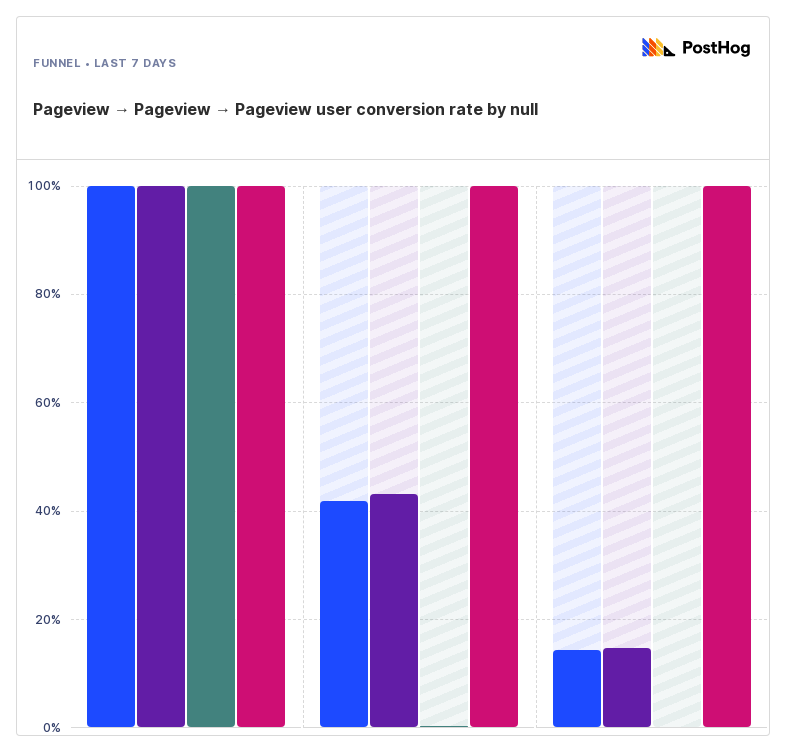 PostHog
FUNNEL • LAST 7 DAYS
Pageview → Pageview → Pageview user conversion rate by null
100%
80%
60%
40%
20%
0%